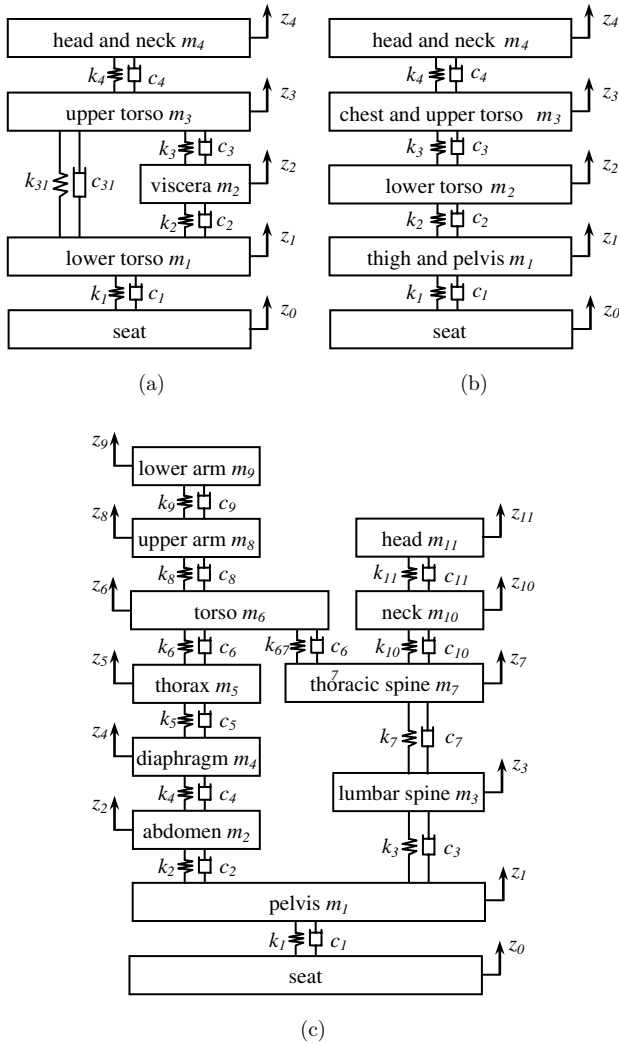 head and neck m4
z4
k4
c4
upper torso m3
z3
k3
c3
k31
c31
viscera m2
z2
k2
c2
lower torso m1
z1
k1
c1
seat
z0
(a)
head and neck m4
z4
k4
c4
chest and upper torso m3
z3
k3
c3
lower torso m2
z2
k2
c2
thigh and pelvis m1
z1
k1
c1
seat
z0
(b)
z9
lower arm m9
k9
c9
z8
upper arm m8
k8
c8
z6
torso m6
k6
c6
k67
c6
7
z5
thorax m5
k5
c5
z4
diaphragm m4
k4
c4
z2
abdomen m2
k2
c2
head m11
z11
k11
c11
neck m10
z10
k10
c10
thoracic spine m7
z7
k7
c7
lumbar spine m3
z3
k3
c3
pelvis m1
z1
k1
c1
seat
z0
(c)